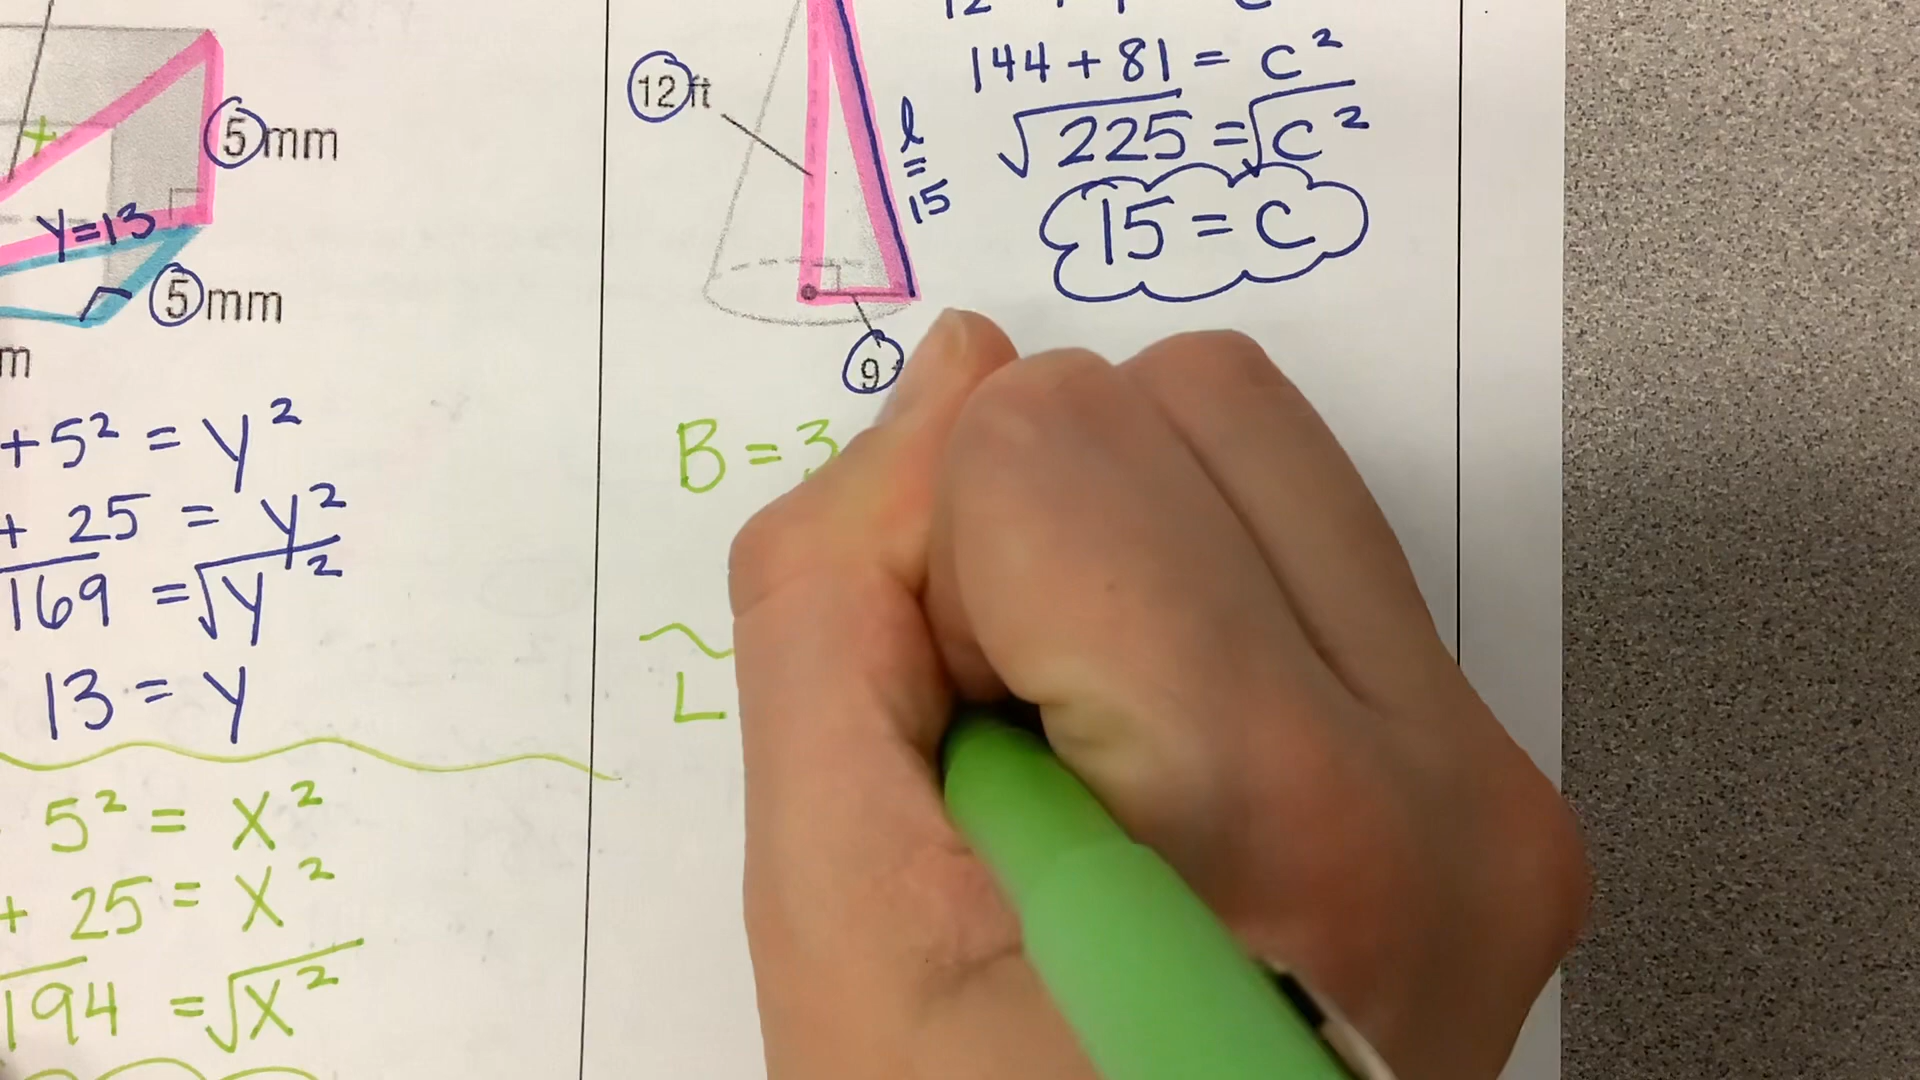 5 mm
Y=13
5 mm
m
+5² = y²
+ 25 = y²
169 = √y²
13 = y
5² = x²
+ 25 = x²
194 = √x²
12 ft
l = 15
9
144 + 81 = c²
√225 = √c²
15 = c
B = 3
L